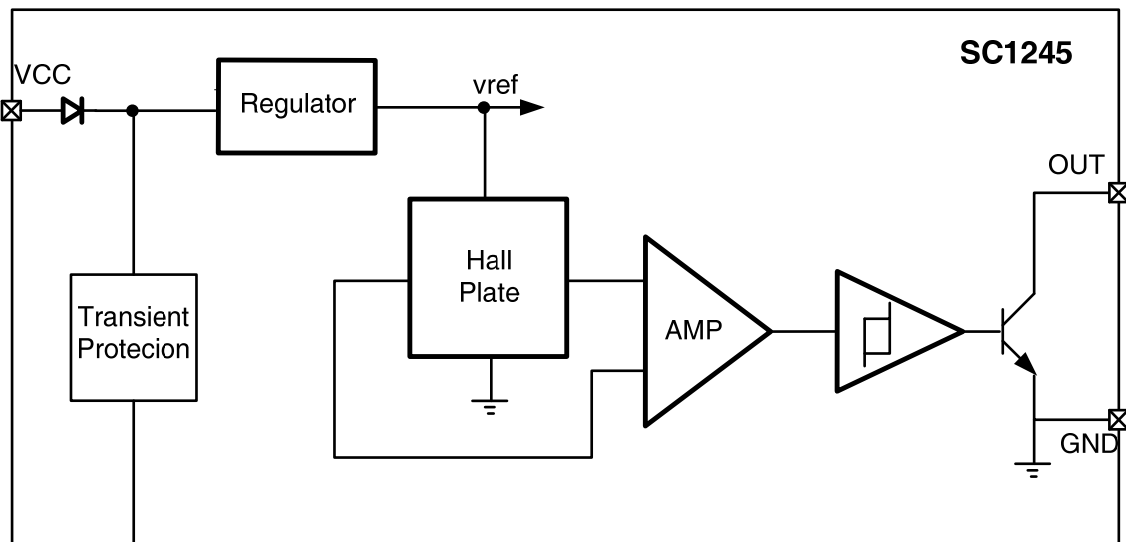 SC1245
VCC
Regulator
vref
OUT
Hall
Plate
Transient
Protecion
AMP
GND